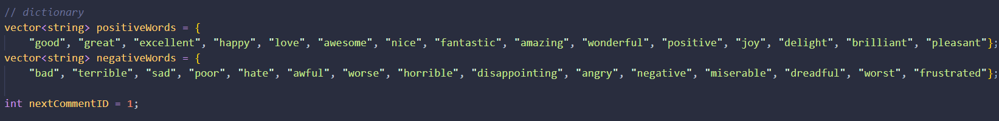 // dictionary
vector<string> positiveWords = {
    "good", "great", "excellent", "happy", "love", "awesome", "nice", "fantastic", "amazing", "wonderful", "positive", "joy", "delight", "brilliant", "pleasant"};
vector<string> negativeWords = {
    "bad", "terrible", "sad", "poor", "hate", "awful", "worse", "horrible", "disappointing", "angry", "negative", "miserable", "dreadful", "worst", "frustrated"};
int nextCommentID = 1;